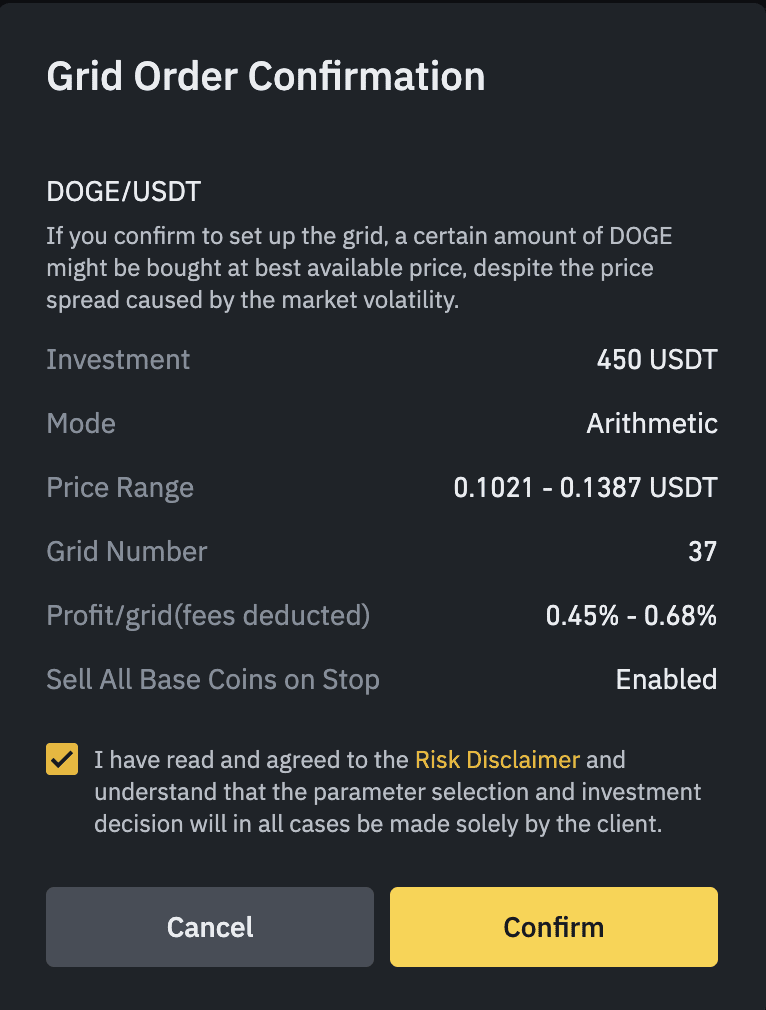 Grid Order Confirmation
DOGE/USDT
If you confirm to set up the grid, a certain amount of DOGE
might be bought at best available price, despite the price
spread caused by the market volatility.
Investment 450 USDT
Mode Arithmetic
Price Range 0.1021 - 0.1387 USDT
Grid Number 37
Profit/grid(fees deducted) 0.45% - 0.68%
Sell All Base Coins on Stop Enabled
I have read and agreed to the Risk Disclaimer and
understand that the parameter selection and investment
decision will in all cases be made solely by the client.
Cancel Confirm